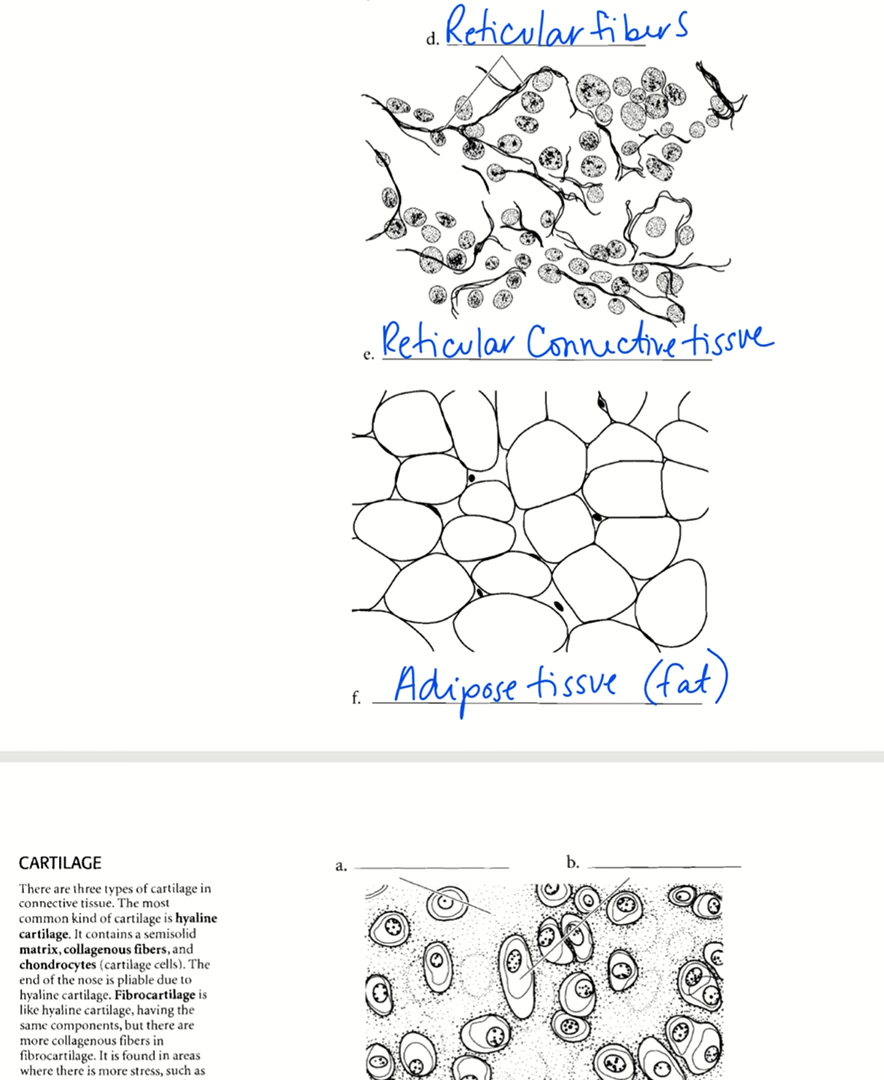 d. Reticular fibers
e. Reticular Connective tissue
f. Adipose tissue (fat)
CARTILAGE
a.
b.
There are three types of cartilage in
connective tissue. The most
common kind of cartilage is hyaline
cartilage. It contains a semisolid
matrix, collagenous fibers, and
chondrocytes (cartilage cells). The
end of the nose is pliable due to
hyaline cartilage. Fibrocartilage is
like hyaline cartilage, having the
same components, but there are
more collagenous fibers in
fibrocartilage. It is found in areas
where there is more stress, such as